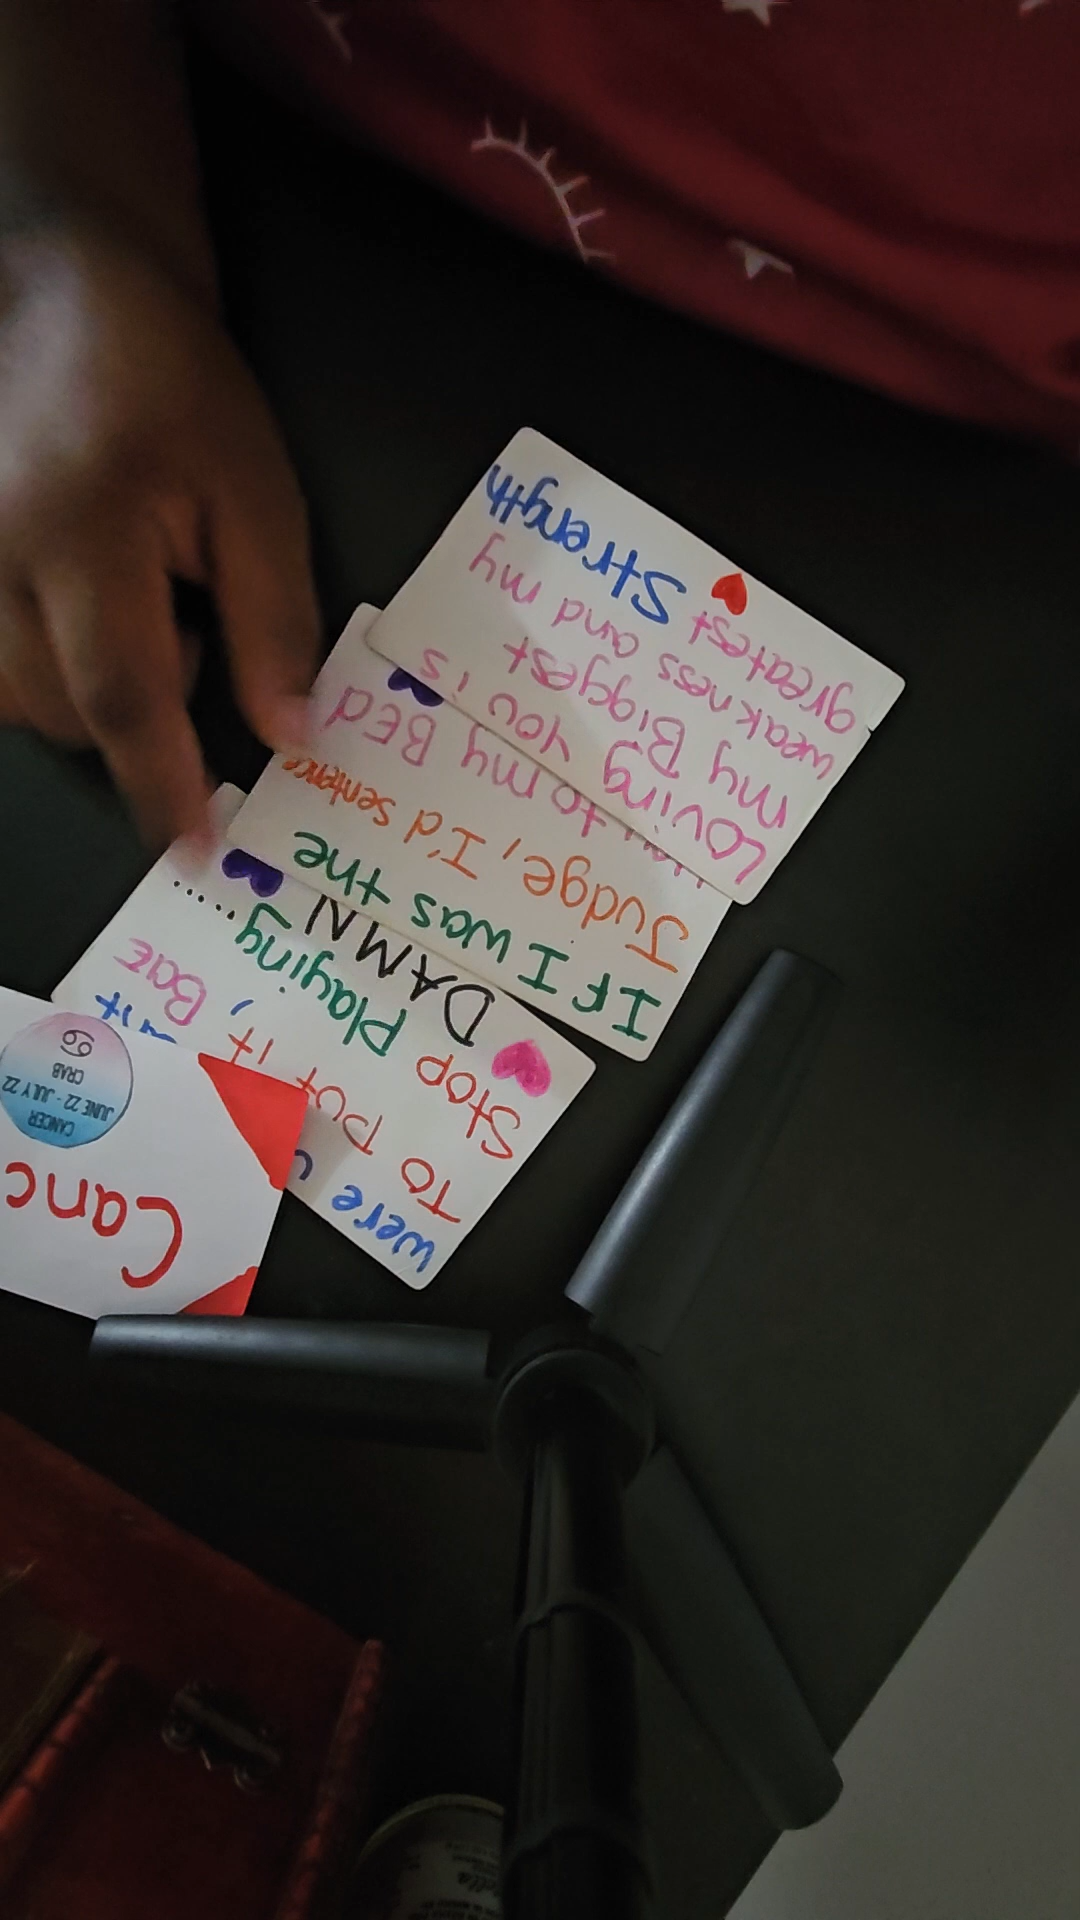 Loving you is
my Biggest
weakness and my
greatest Strength
If I was the
Judge, I'd sentence
to my BEd
DAMN
Stop Playing.....
To Put it, Bae
were
Canc
CANCER
JUNE 22 - JULY 22
CRAB